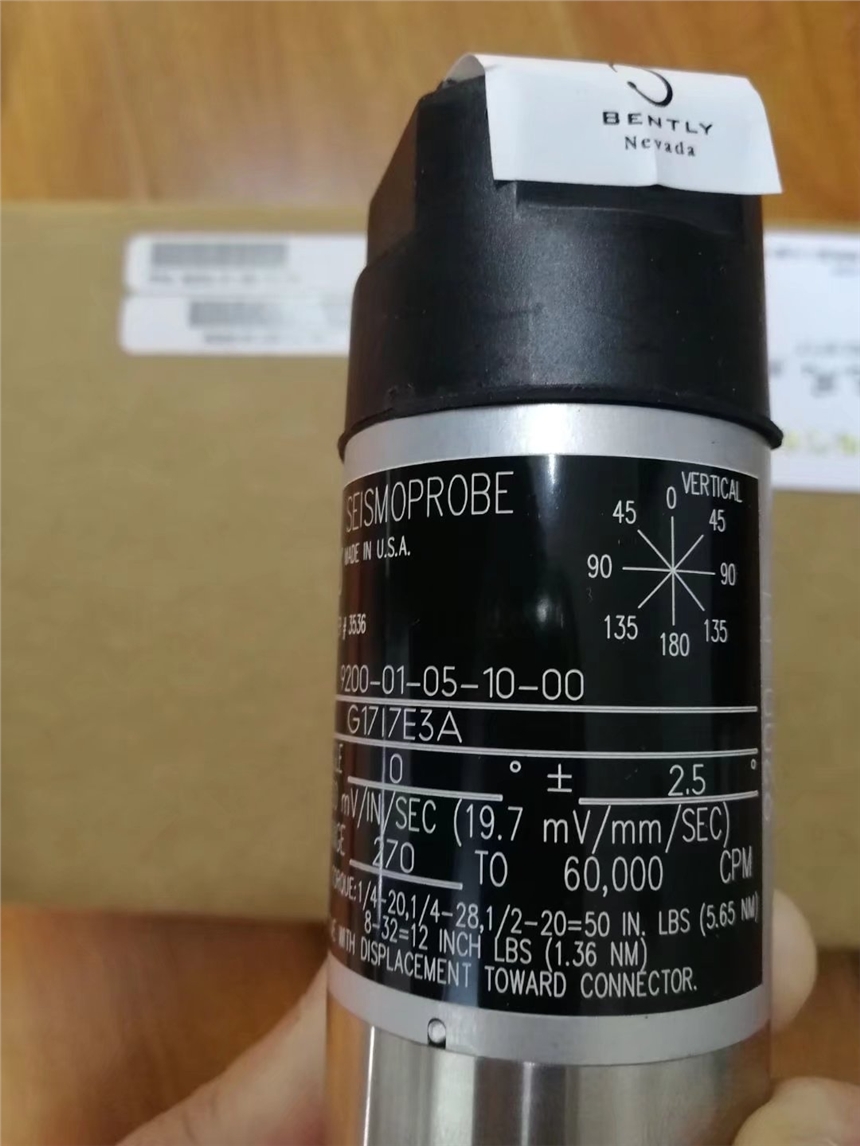 BENTLY
Nevada
SEISMOPROBE
MADE IN U.S.A.
VERTICAL
0
45 45
90 90
135 135
180
# 3536
9200-01-05-10-00
G1717E3A
0 ° ± 2.5 °
mV/IN/SEC (19.7 mV/mm/SEC)
270 TO 60,000 CPM
1/4-20,1/4-28,1/2-20=50 IN. LBS (5.65 NM)
8-32=12 INCH LBS (1.36 NM)
WITH DISPLACEMENT TOWARD CONNECTOR.